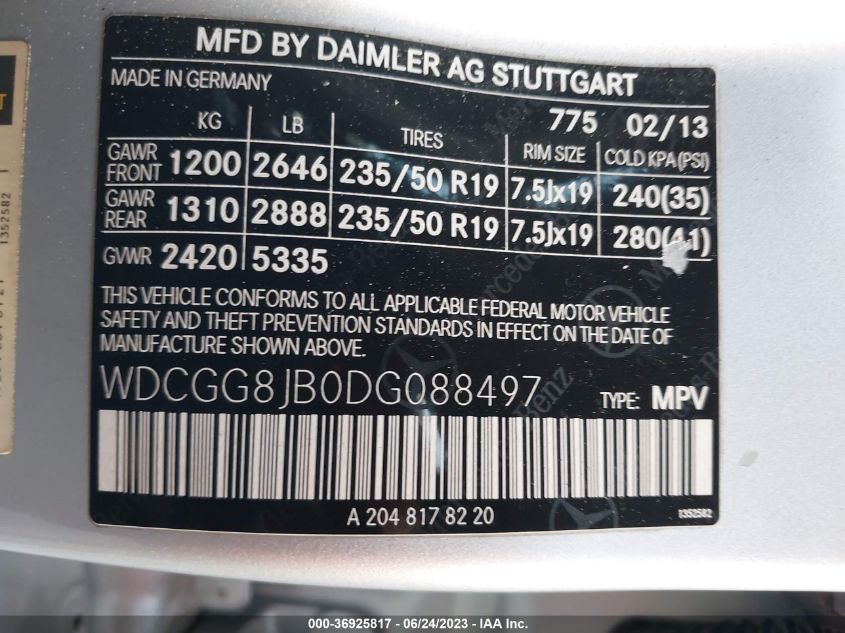 MFD BY DAIMLER AG STUTTGART
MADE IN GERMANY
775 02/13
KG LB TIRES RIM SIZE COLD KPA(PSI)
GAWR FRONT 1200 2646 235/50 R19 7.5Jx19 240(35)
GAWR REAR 1310 2888 235/50 R19 7.5Jx19 280(41)
GVWR 2420 5335
THIS VEHICLE CONFORMS TO ALL APPLICABLE FEDERAL MOTOR VEHICLE
SAFETY AND THEFT PREVENTION STANDARDS IN EFFECT ON THE DATE OF
MANUFACTURE SHOWN ABOVE.
WDCGG8JB0DG088497 TYPE: MPV
A 204 817 82 20
1352582
1352582
000-36925817 - 06/24/2023 - IAA Inc.